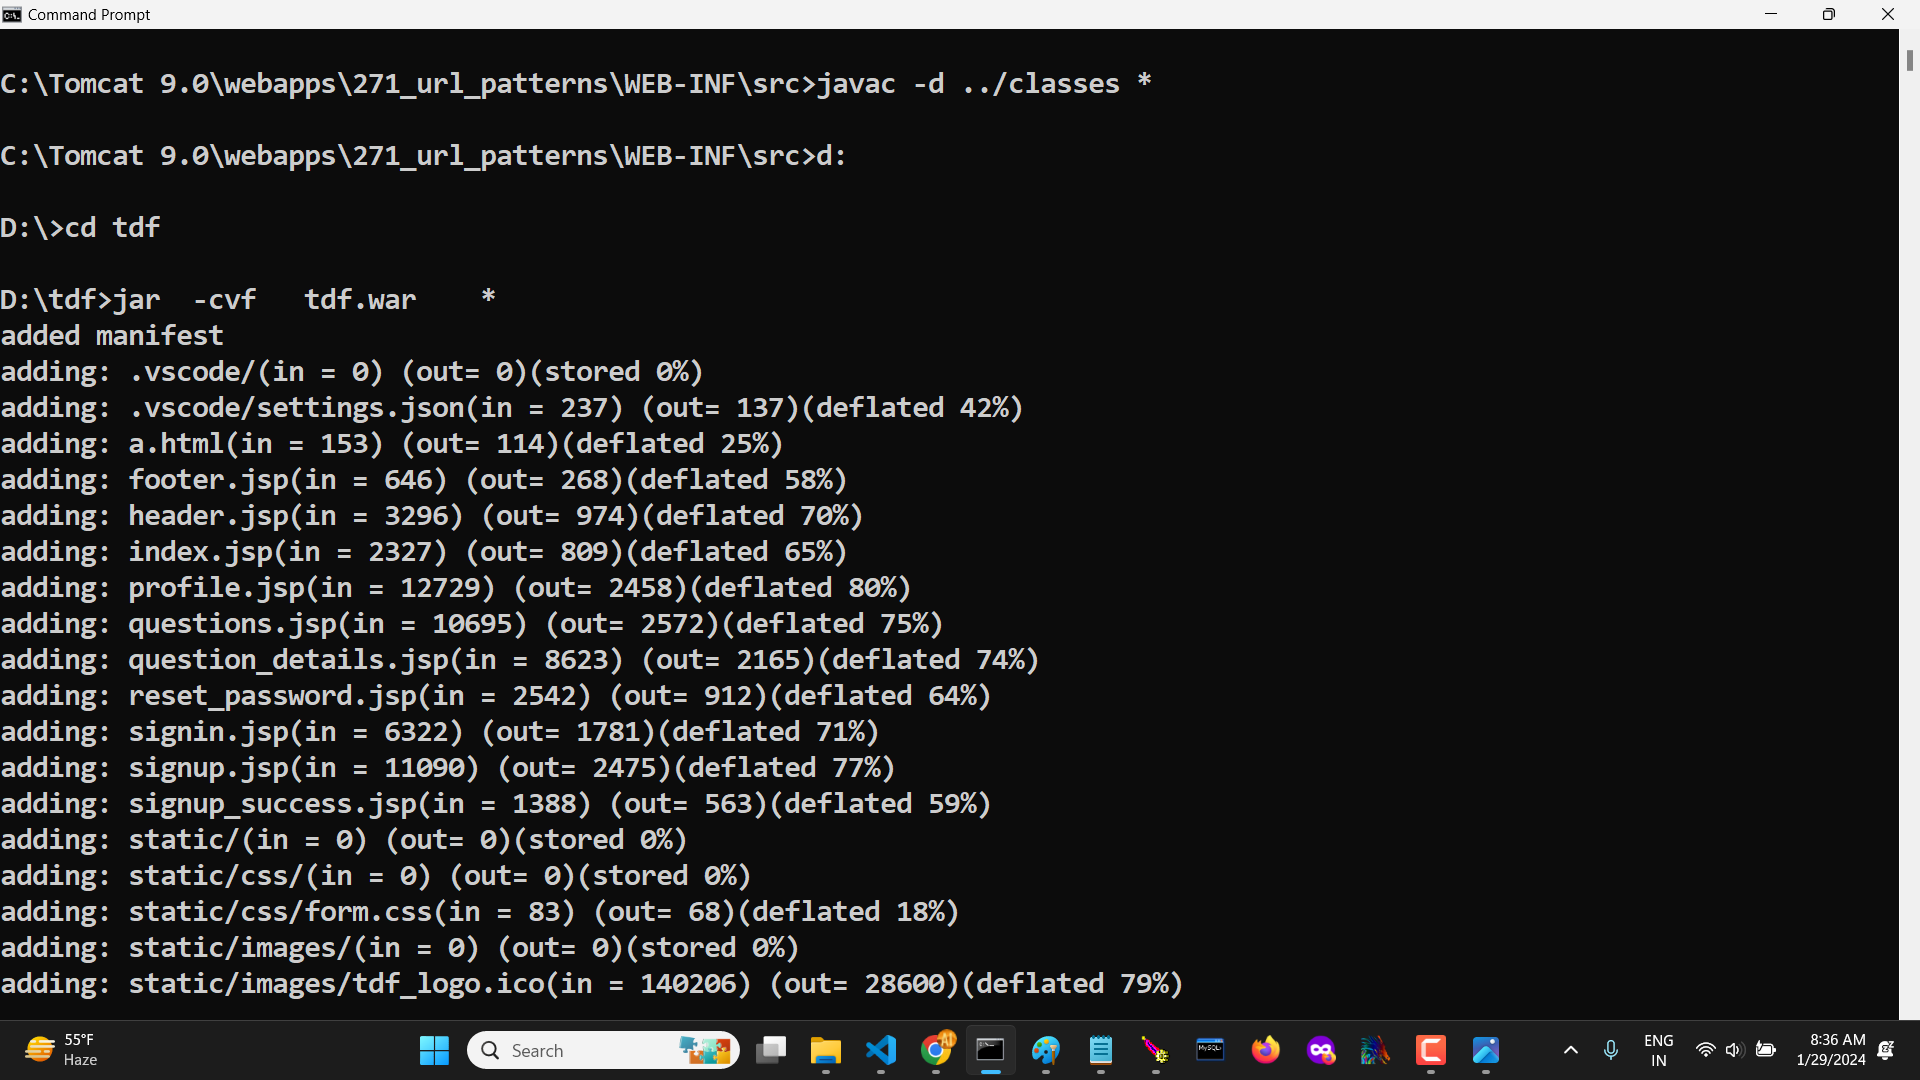 Command Prompt
C:\Tomcat 9.0\webapps\271_url_patterns\WEB-INF\src>javac -d ../classes *
C:\Tomcat 9.0\webapps\271_url_patterns\WEB-INF\src>d:
D:\>cd tdf
D:\tdf>jar  -cvf   tdf.war    *
added manifest
adding: .vscode/(in = 0) (out= 0)(stored 0%)
adding: .vscode/settings.json(in = 237) (out= 137)(deflated 42%)
adding: a.html(in = 153) (out= 114)(deflated 25%)
adding: footer.jsp(in = 646) (out= 268)(deflated 58%)
adding: header.jsp(in = 3296) (out= 974)(deflated 70%)
adding: index.jsp(in = 2327) (out= 809)(deflated 65%)
adding: profile.jsp(in = 12729) (out= 2458)(deflated 80%)
adding: questions.jsp(in = 10695) (out= 2572)(deflated 75%)
adding: question_details.jsp(in = 8623) (out= 2165)(deflated 74%)
adding: reset_password.jsp(in = 2542) (out= 912)(deflated 64%)
adding: signin.jsp(in = 6322) (out= 1781)(deflated 71%)
adding: signup.jsp(in = 11090) (out= 2475)(deflated 77%)
adding: signup_success.jsp(in = 1388) (out= 563)(deflated 59%)
adding: static/(in = 0) (out= 0)(stored 0%)
adding: static/css/(in = 0) (out= 0)(stored 0%)
adding: static/css/form.css(in = 83) (out= 68)(deflated 18%)
adding: static/images/(in = 0) (out= 0)(stored 0%)
adding: static/images/tdf_logo.ico(in = 140206) (out= 28600)(deflated 79%)
55°F
Haze
Search
MySQL
ENG
IN
8:36 AM
1/29/2024